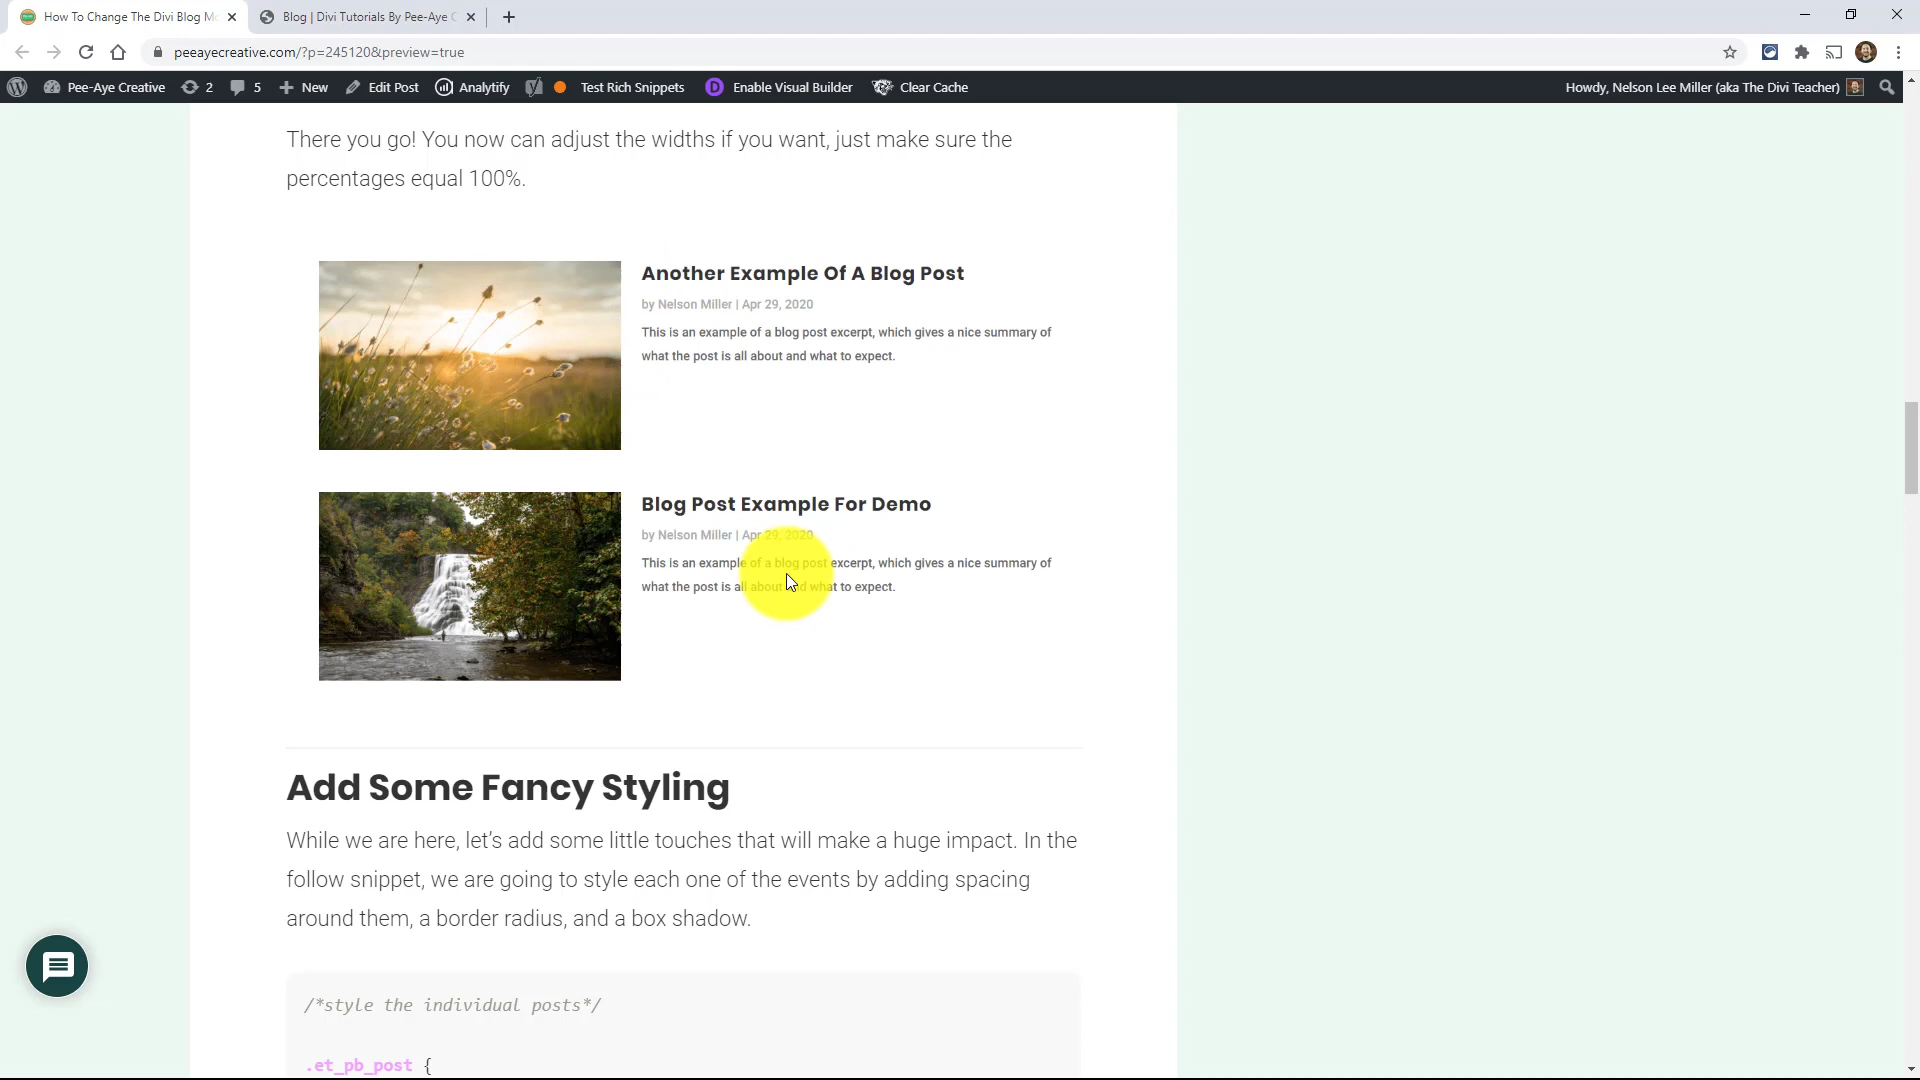 How To Change The Divi Blog Mo
Blog | Divi Tutorials By Pee-Aye C
peeayecreative.com/?p=245120&preview=true
Pee-Aye Creative
2
5
New
Edit Post
Analytify
Test Rich Snippets
D
Enable Visual Builder
Clear Cache
Howdy, Nelson Lee Miller (aka The Divi Teacher)
There you go! You now can adjust the widths if you want, just make sure the
percentages equal 100%.
Another Example Of A Blog Post
by Nelson Miller | Apr 29, 2020
This is an example of a blog post excerpt, which gives a nice summary of
what the post is all about and what to expect.
Blog Post Example For Demo
by Nelson Miller | Apr 29, 2020
This is an example of a blog post excerpt, which gives a nice summary of
what the post is all about and what to expect.
Add Some Fancy Styling
While we are here, let’s add some little touches that will make a huge impact. In the
follow snippet, we are going to style each one of the events by adding spacing
around them, a border radius, and a box shadow.
/*style the individual posts*/
.et_pb_post {